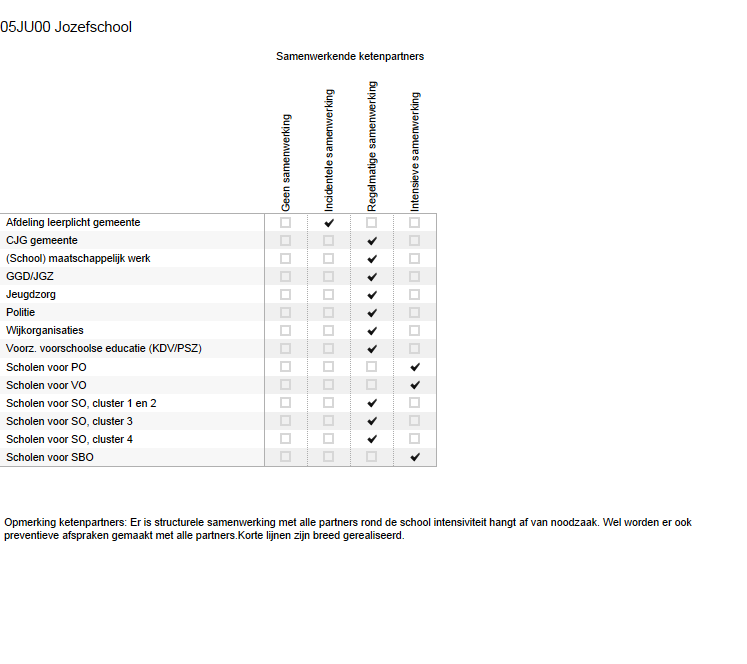 05JU00 Jozefschool
Samenwerkende ketenpartners
Geen samenwerking
Incidentele samenwerking
Regelmatige samenwerking
Intensieve samenwerking
Afdeling leerplicht gemeente
CJG gemeente
(School) maatschappelijk werk
GGD/JGZ
Jeugdzorg
Politie
Wijkorganisaties
Voorz. voorschoolse educatie (KDV/PSZ)
Scholen voor PO
Scholen voor VO
Scholen voor SO, cluster 1 en 2
Scholen voor SO, cluster 3
Scholen voor SO, cluster 4
Scholen voor SBO
Opmerking ketenpartners: Er is structurele samenwerking met alle partners rond de school intensiviteit hangt af van noodzaak. Wel worden er ook
preventieve afspraken gemaakt met alle partners.Korte lijnen zijn breed gerealiseerd.